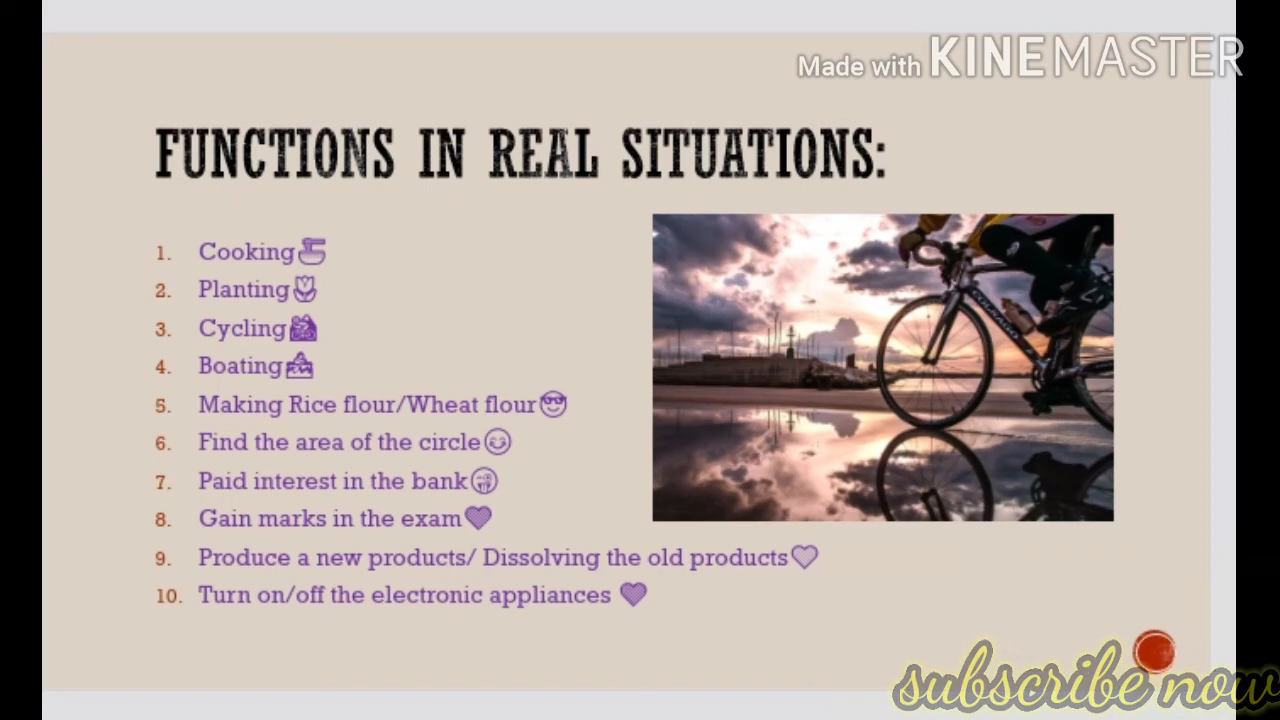 Made with KINEMASTER
FUNCTIONS IN REAL SITUATIONS:
1. Cooking
2. Planting
3. Cycling
4. Boating
5. Making Rice flour/Wheat flour
6. Find the area of the circle
7. Paid interest in the bank
8. Gain marks in the exam
9. Produce a new products/ Dissolving the old products
10. Turn on/off the electronic appliances
subscribe now